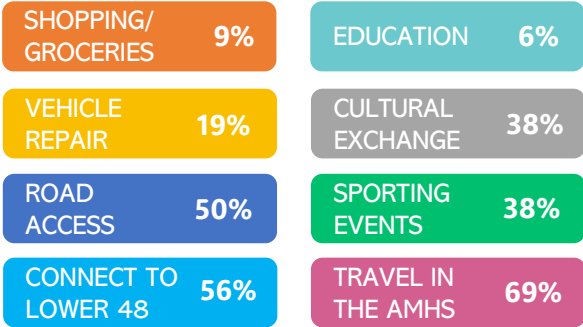 SHOPPING/
GROCERIES
9%
EDUCATION
6%
VEHICLE
REPAIR
19%
CULTURAL
EXCHANGE
38%
ROAD
ACCESS
50%
SPORTING
EVENTS
38%
CONNECT TO
LOWER 48
56%
TRAVEL IN
THE AMHS
69%